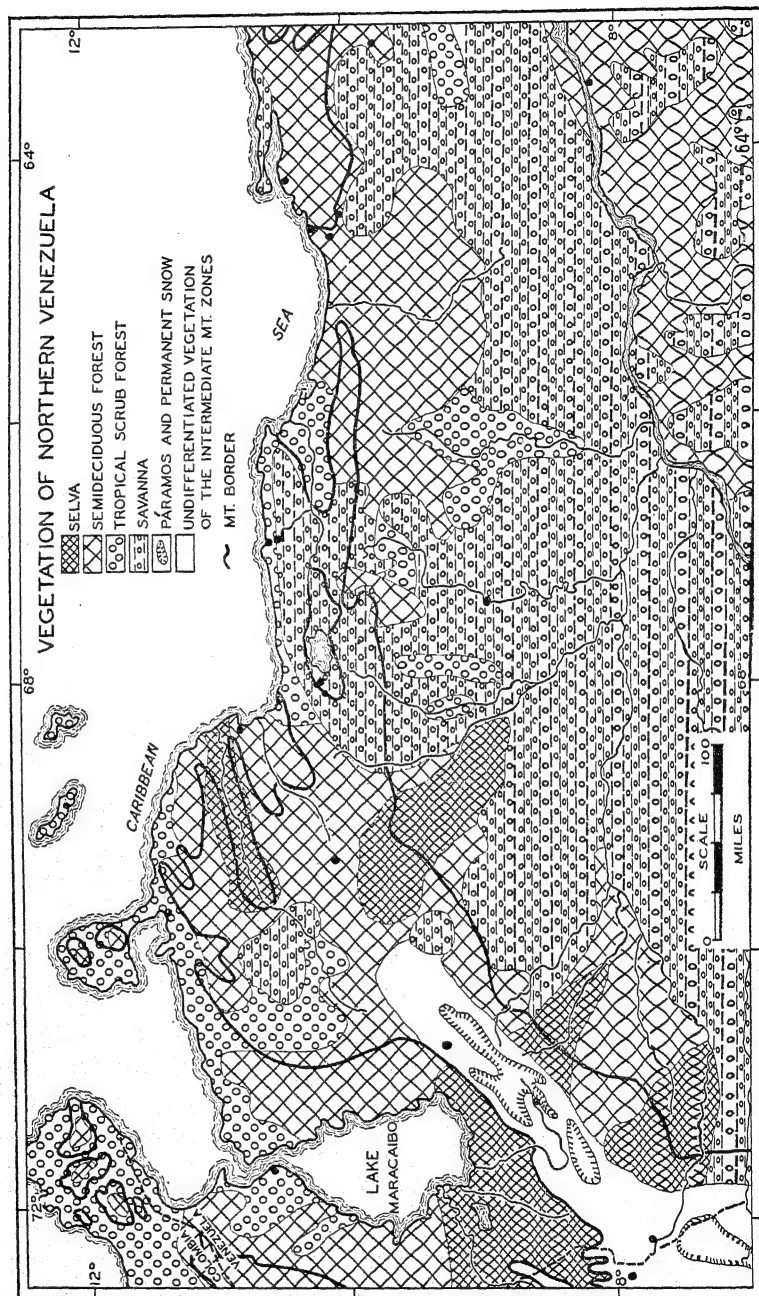 VEGETATION OF NORTHERN VENEZUELA
SELVA
SEMIDECIDUOUS FOREST
TROPICAL SCRUB FOREST
SAVANNA
PÁRAMOS AND PERMANENT SNOW
UNDIFFERENTIATED VEGETATION
OF THE INTERMEDIATE MT. ZONES
MT. BORDER
CARIBBEAN
SEA
LAKE
MARACAIBO
COLOMBIA
VENEZUELA
72°
68°
64°
12°
12°
8°
8°
68°
64°
SCALE
0 100
MILES